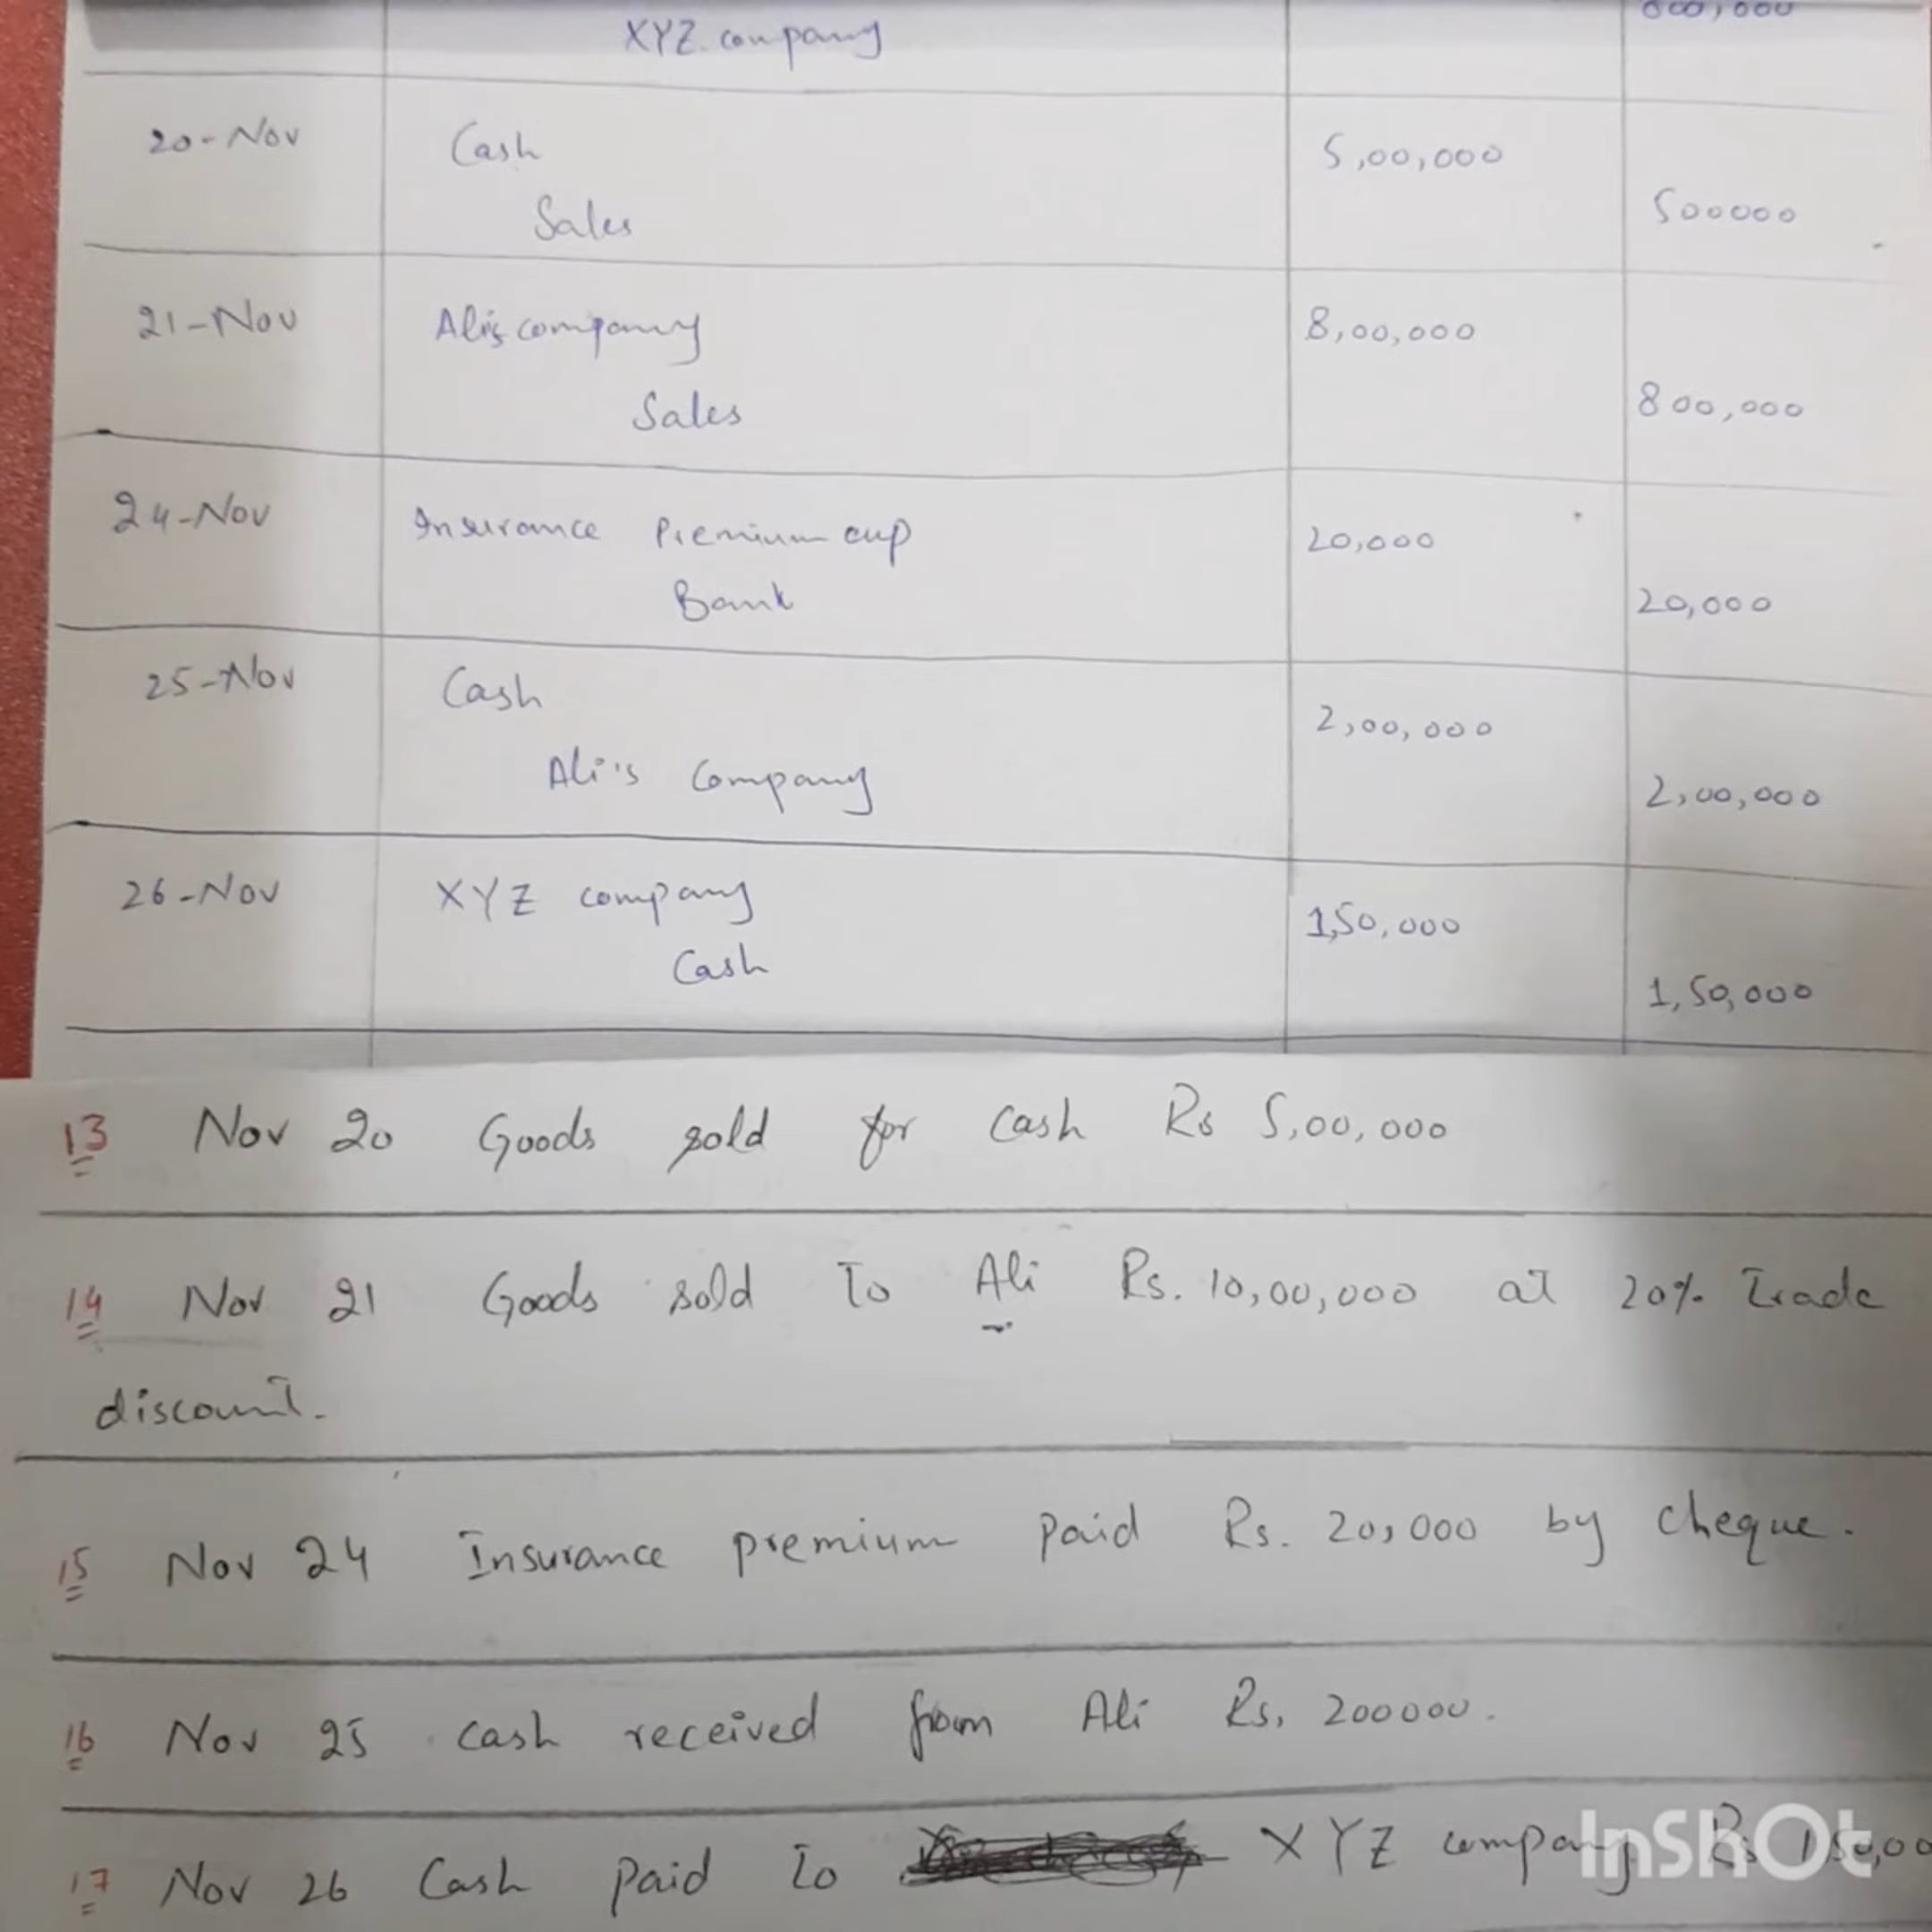 XYZ company
20-Nov Cash 5,00,000
Sales 500000
21-Nov Ali's company 8,00,000
Sales 800,000
24-Nov Insurance Premium exp 20,000
Bank 20,000
25-Nov Cash 2,00,000
Ali's Company 2,00,000
26-Nov XYZ company 1,50,000
Cash 1,50,000
13 Nov 20 Goods sold for cash Rs 5,00,000
14 Nov 21 Goods sold to Ali Rs. 10,00,000 at 20% trade
discount.
15 Nov 24 Insurance premium paid Rs. 20,000 by cheque.
16 Nov 25 cash received from Ali Rs. 200000.
17 Nov 26 Cash paid to XYZ company Rs
InShOt